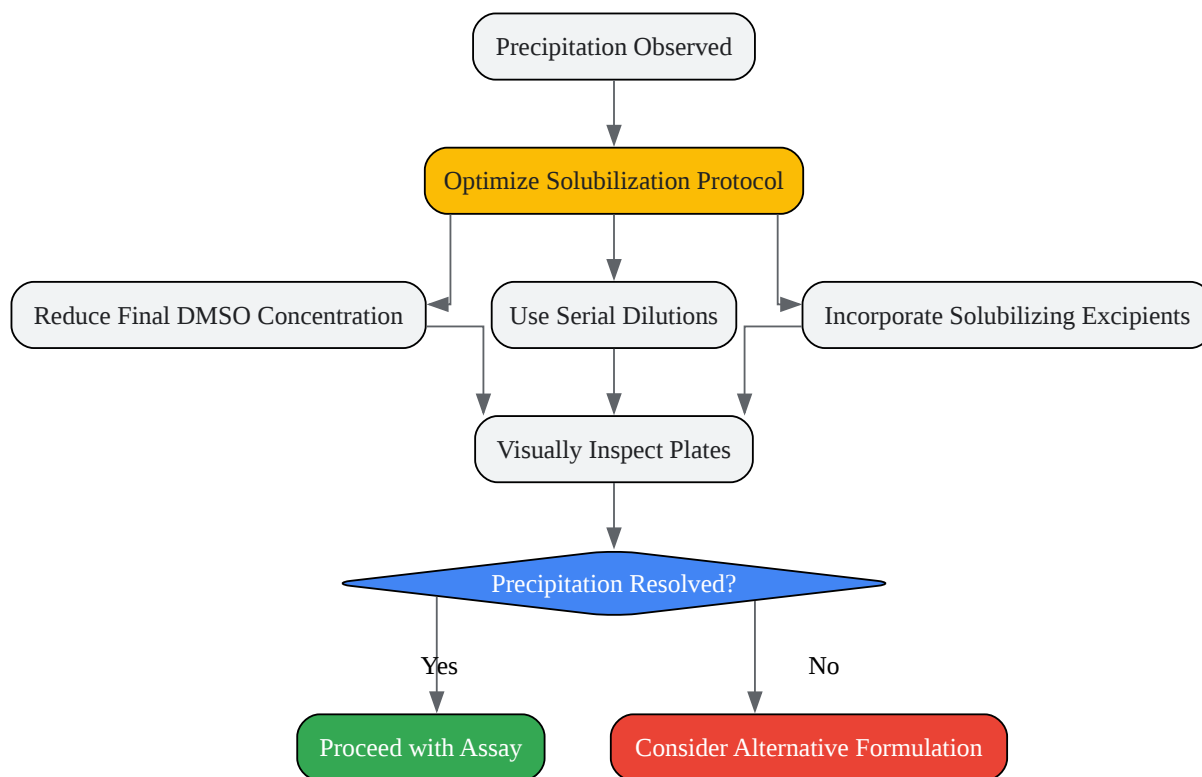 Precipitation Observed
Optimize Solubilization Protocol
Reduce Final DMSO Concentration
Use Serial Dilutions
Incorporate Solubilizing Excipients
Visually Inspect Plates
Precipitation Resolved?
Yes
No
Proceed with Assay
Consider Alternative Formulation